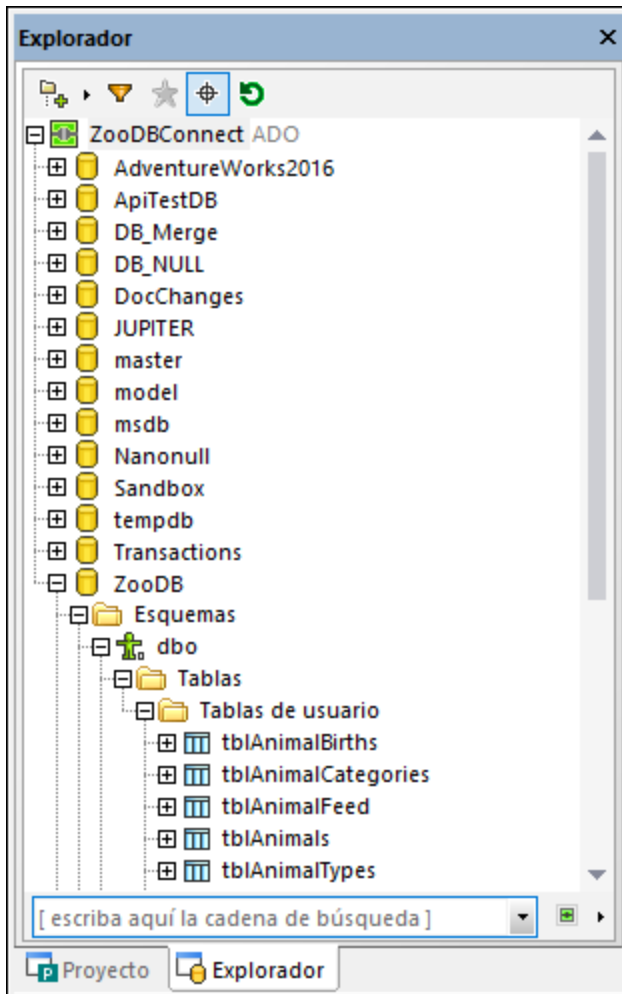 Explorador
ZooDBConnect ADO
AdventureWorks2016
ApiTestDB
DB_Merge
DB_NULL
DocChanges
JUPITER
master
model
msdb
Nanonull
Sandbox
tempdb
Transactions
ZooDB
Esquemas
dbo
Tablas
Tablas de usuario
tblAnimalBirths
tblAnimalCategories
tblAnimalFeed
tblAnimals
tblAnimalTypes
[ escriba aquí la cadena de búsqueda ]
Proyecto Explorador